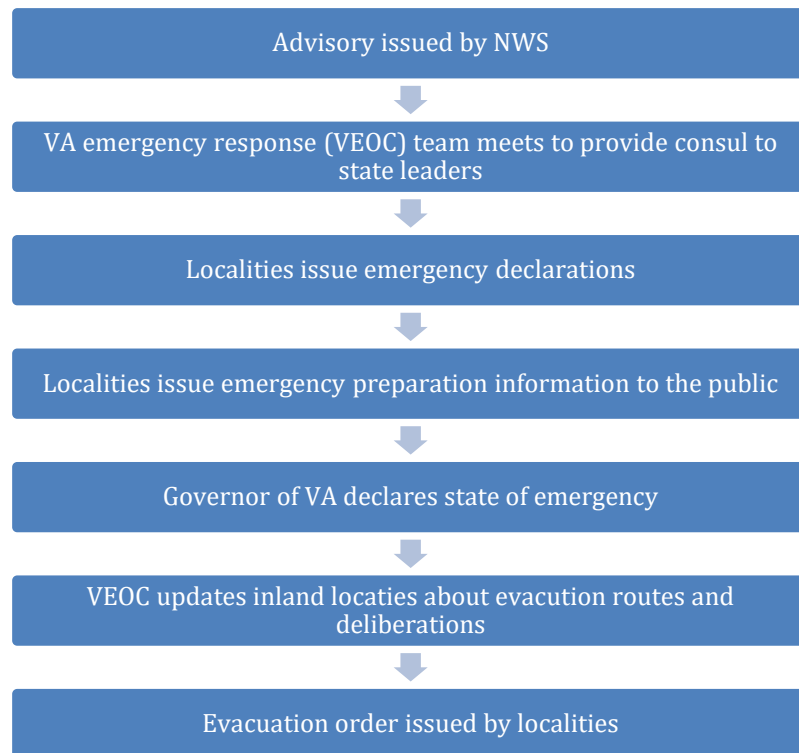 Advisory issued by NWS
VA emergency response (VEOC) team meets to provide consul to
state leaders
Localities issue emergency declarations
Localities issue emergency preparation information to the public
Governor of VA declares state of emergency
VEOC updates inland locaties about evacution routes and
deliberations
Evacuation order issued by localities